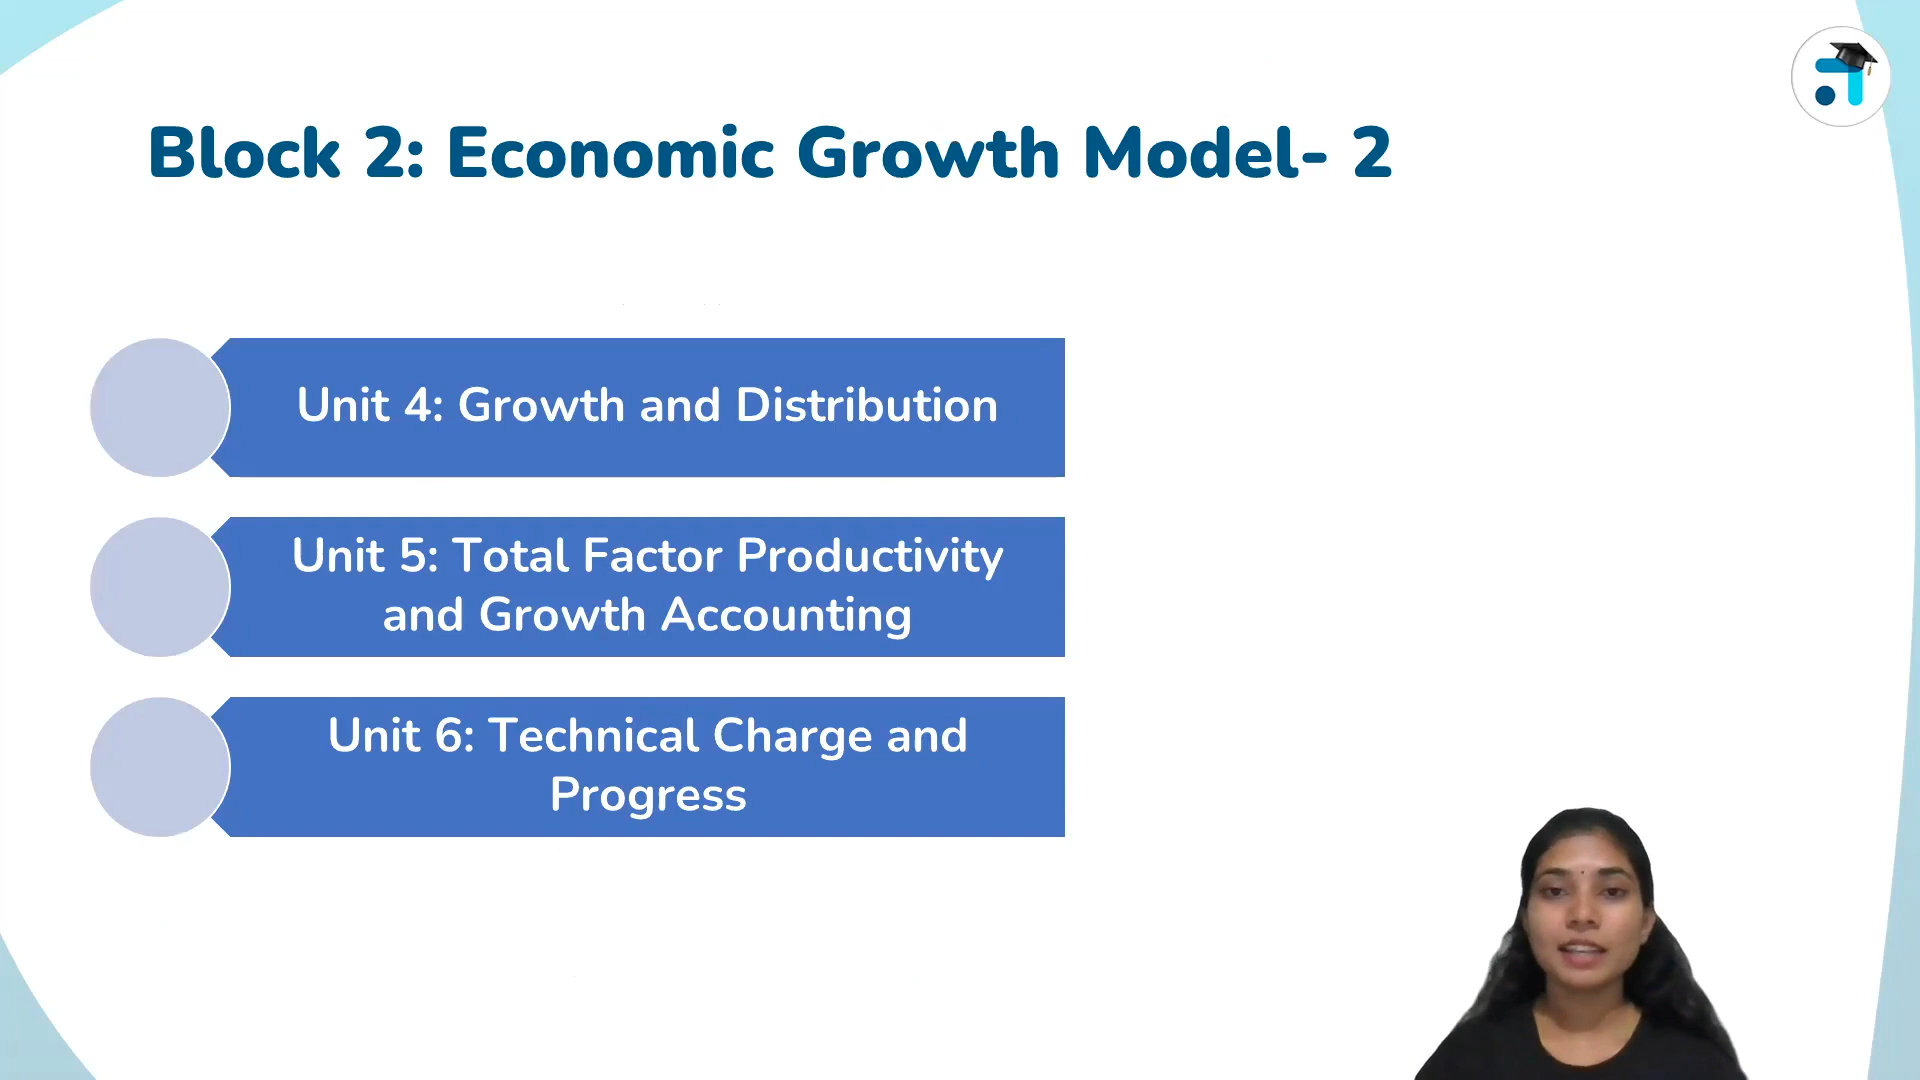 Block 2: Economic Growth Model- 2
Unit 4: Growth and Distribution
Unit 5: Total Factor Productivity
and Growth Accounting
Unit 6: Technical Charge and
Progress